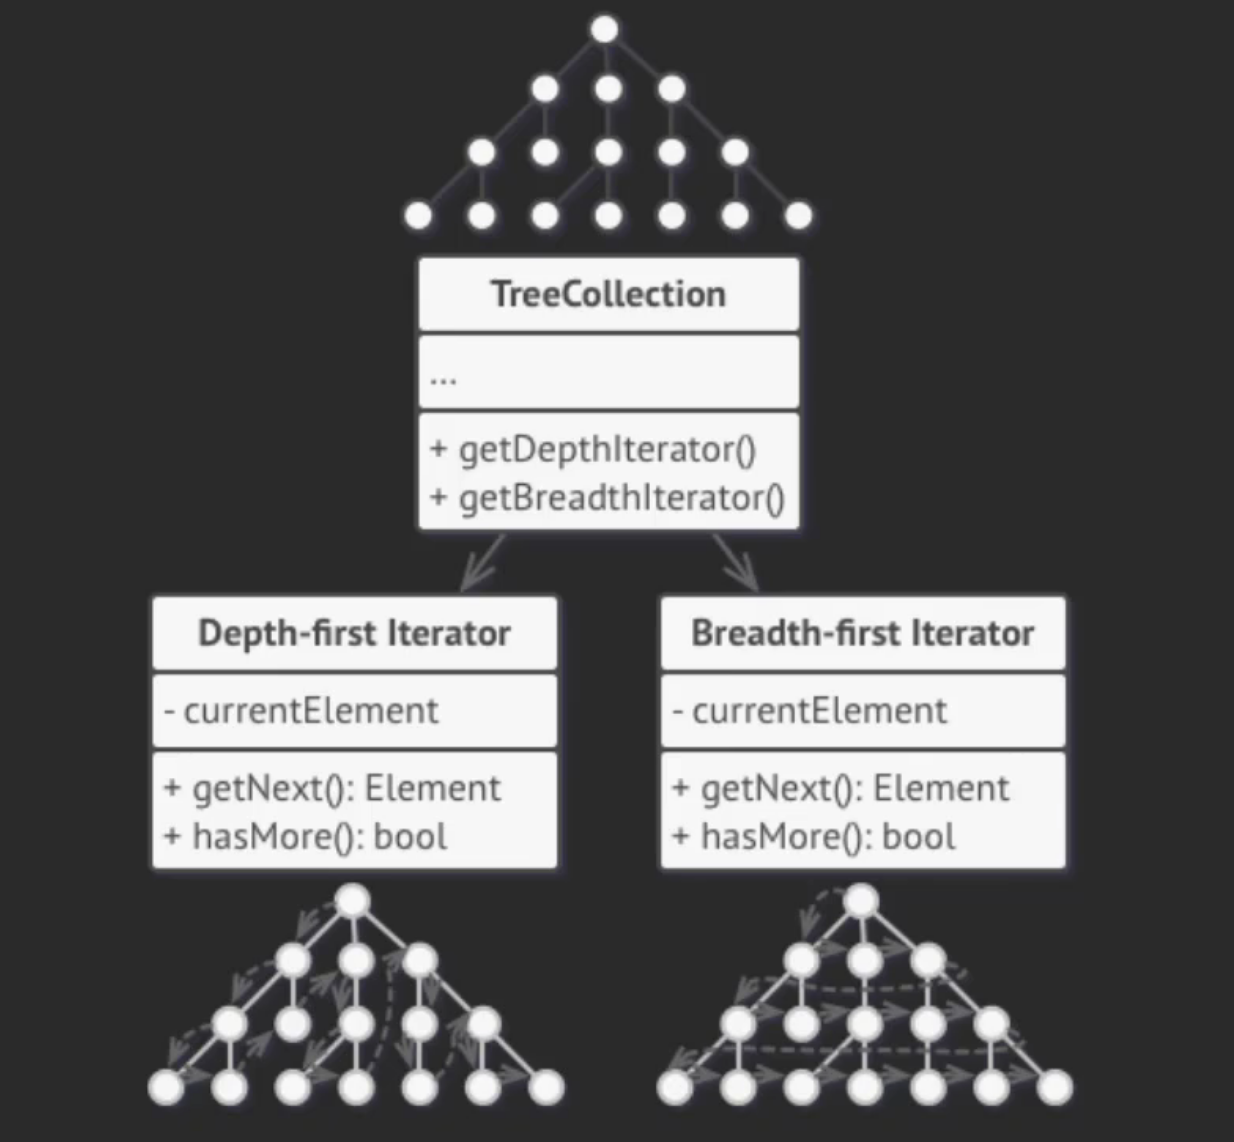 TreeCollection
...
+ getDepthIterator()
+ getBreadthIterator()
Depth-first Iterator
- currentElement
+ getNext(): Element
+ hasMore(): bool
Breadth-first Iterator
- currentElement
+ getNext(): Element
+ hasMore(): bool